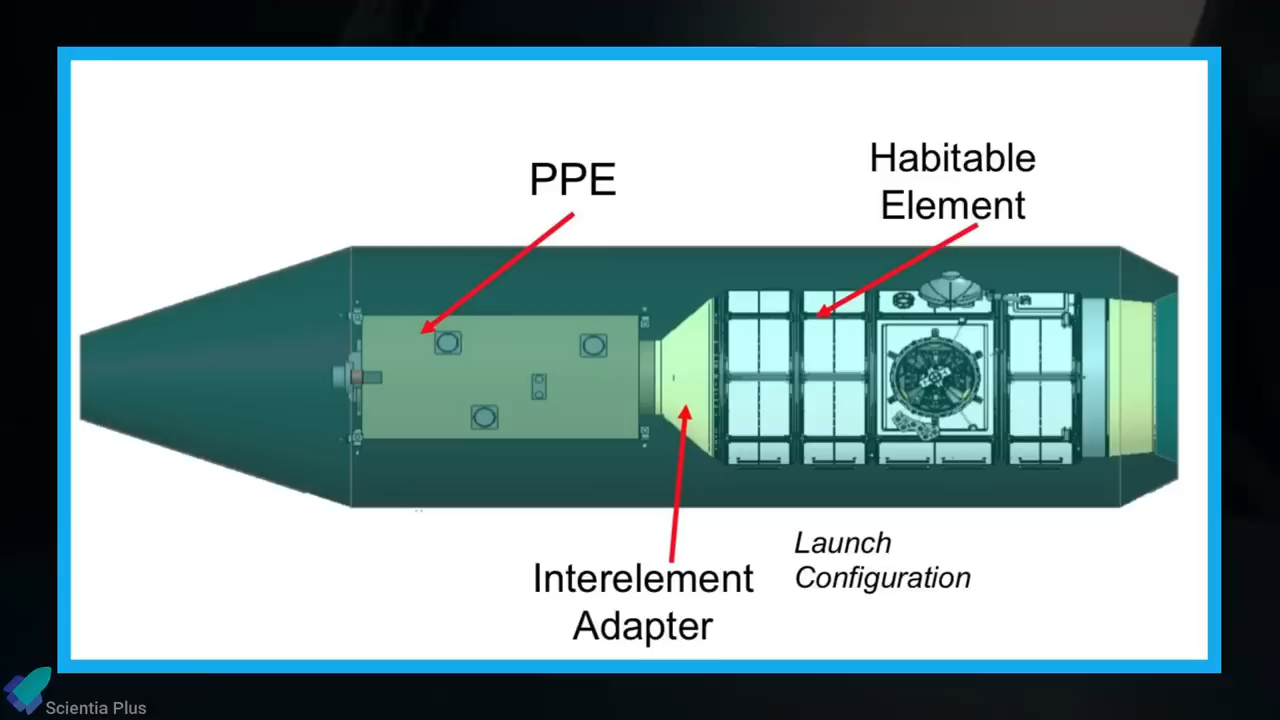 PPE
Habitable
Element
Interelement
Adapter
Launch
Configuration
Scientia Plus